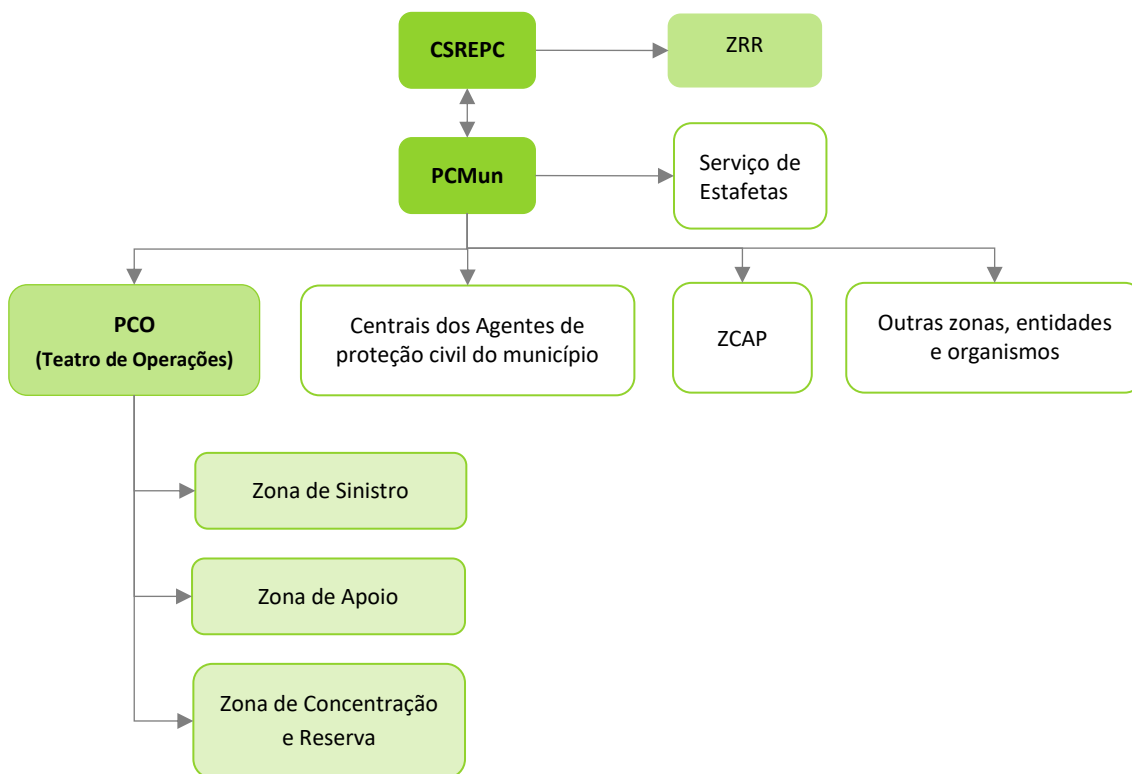 CSREPC
ZRR
PCMun
Serviço de
Estafetas
PCO
(Teatro de Operações)
Centrais dos Agentes de
proteção civil do município
ZCAP
Outras zonas, entidades
e organismos
Zona de Sinistro
Zona de Apoio
Zona de Concentração
e Reserva